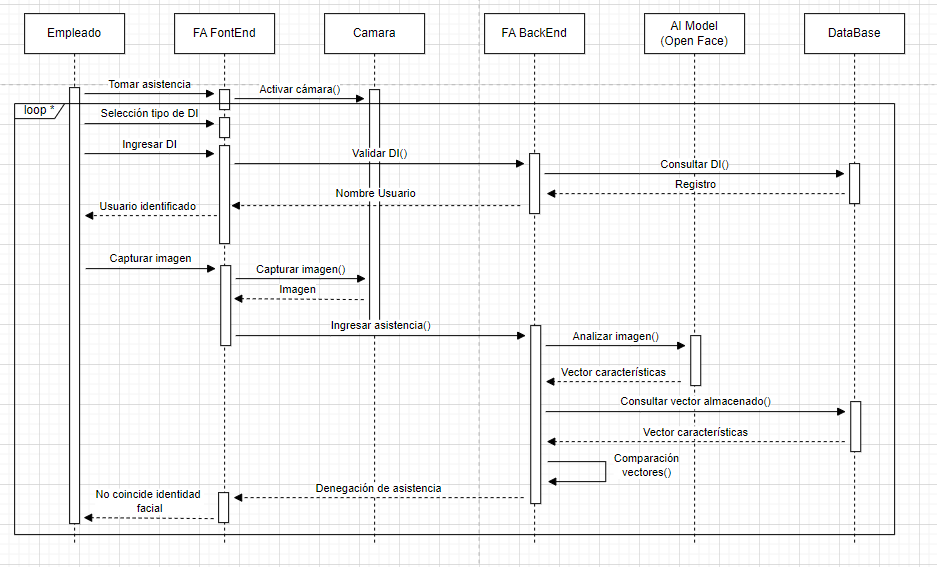 Empleado
FA FontEnd
Camara
FA BackEnd
AI Model
(Open Face)
DataBase
Tomar asistencia
Activar cámara()
loop *
Selección tipo de DI
Ingresar DI
Validar DI()
Consultar DI()
Registro
Nombre Usuario
Usuario identificado
Capturar imagen
Capturar imagen()
Imagen
Ingresar asistencia()
Analizar imagen()
Vector características
Consultar vector almacenado()
Vector características
Comparación
vectores()
Denegación de asistencia
No coincide identidad
facial